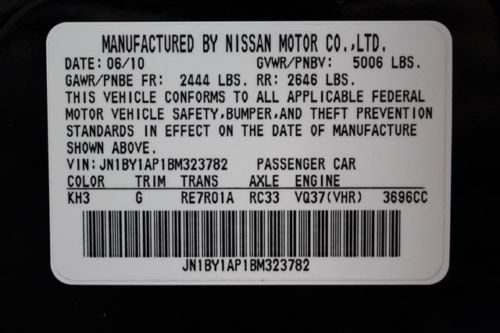 MANUFACTURED BY NISSAN MOTOR CO.,LTD.
DATE: 06/10 GVWR/PNBV: 5006 LBS.
GAWR/PNBE FR: 2444 LBS. RR: 2646 LBS.
THIS VEHICLE CONFORMS TO ALL APPLICABLE FEDERAL
MOTOR VEHICLE SAFETY,BUMPER,AND THEFT PREVENTION
STANDARDS IN EFFECT ON THE DATE OF MANUFACTURE
SHOWN ABOVE.
VIN:JN1BY1AP1BM323782 PASSENGER CAR
COLOR TRIM TRANS AXLE ENGINE
KH3 G RE7R01A RC33 VQ37(VHR) 3696CC
JN1BY1AP1BM323782